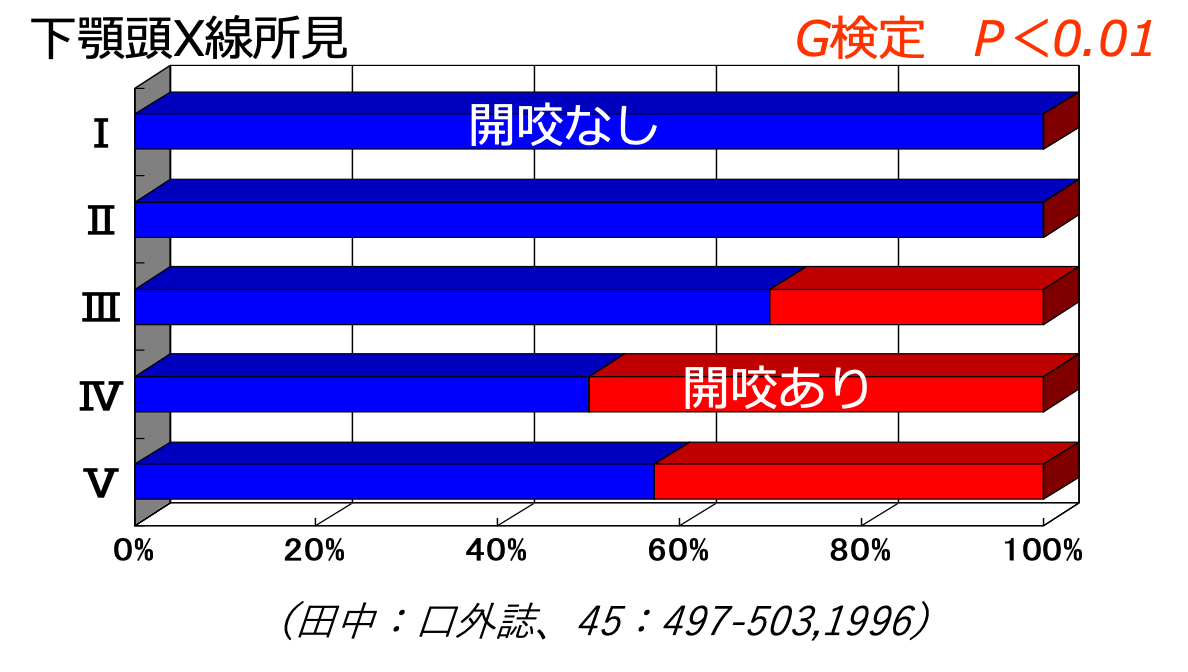 下顎頭X線所見
G検定　P＜0.01
Ⅰ
開咬なし
Ⅱ
Ⅲ
Ⅳ
開咬あり
Ⅴ
0% 20% 40% 60% 80% 100%
（田中：口外誌、45：497-503,1996）